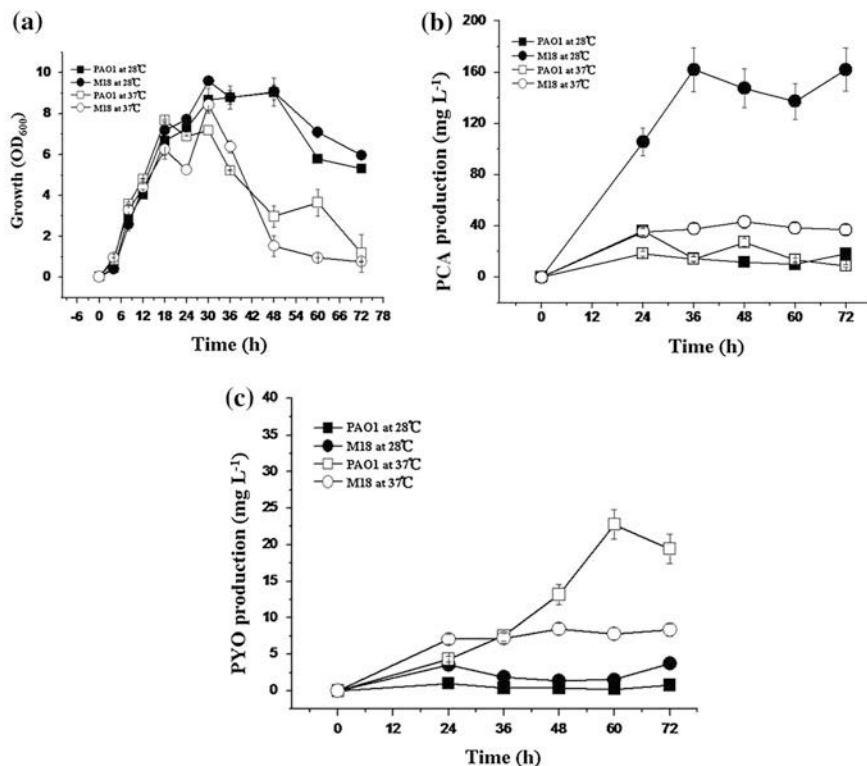 (a)
PAO1 at 28℃
M18 at 28℃
PAO1 at 37℃
M18 at 37℃
10
8
6
4
2
0
Growth (OD600)
-6 0 6 12 18 24 30 36 42 48 54 60 66 72 78
Time (h)
(b)
PAO1 at 28℃
M18 at 28℃
PAO1 at 37℃
M18 at 37℃
200
160
120
80
40
0
PCA production (mg L-1)
0 12 24 36 48 60 72
Time (h)
(c)
PAO1 at 28℃
M18 at 28℃
PAO1 at 37℃
M18 at 37℃
40
35
30
25
20
15
10
5
0
PYO production (mg L-1)
0 12 24 36 48 60 72
Time (h)